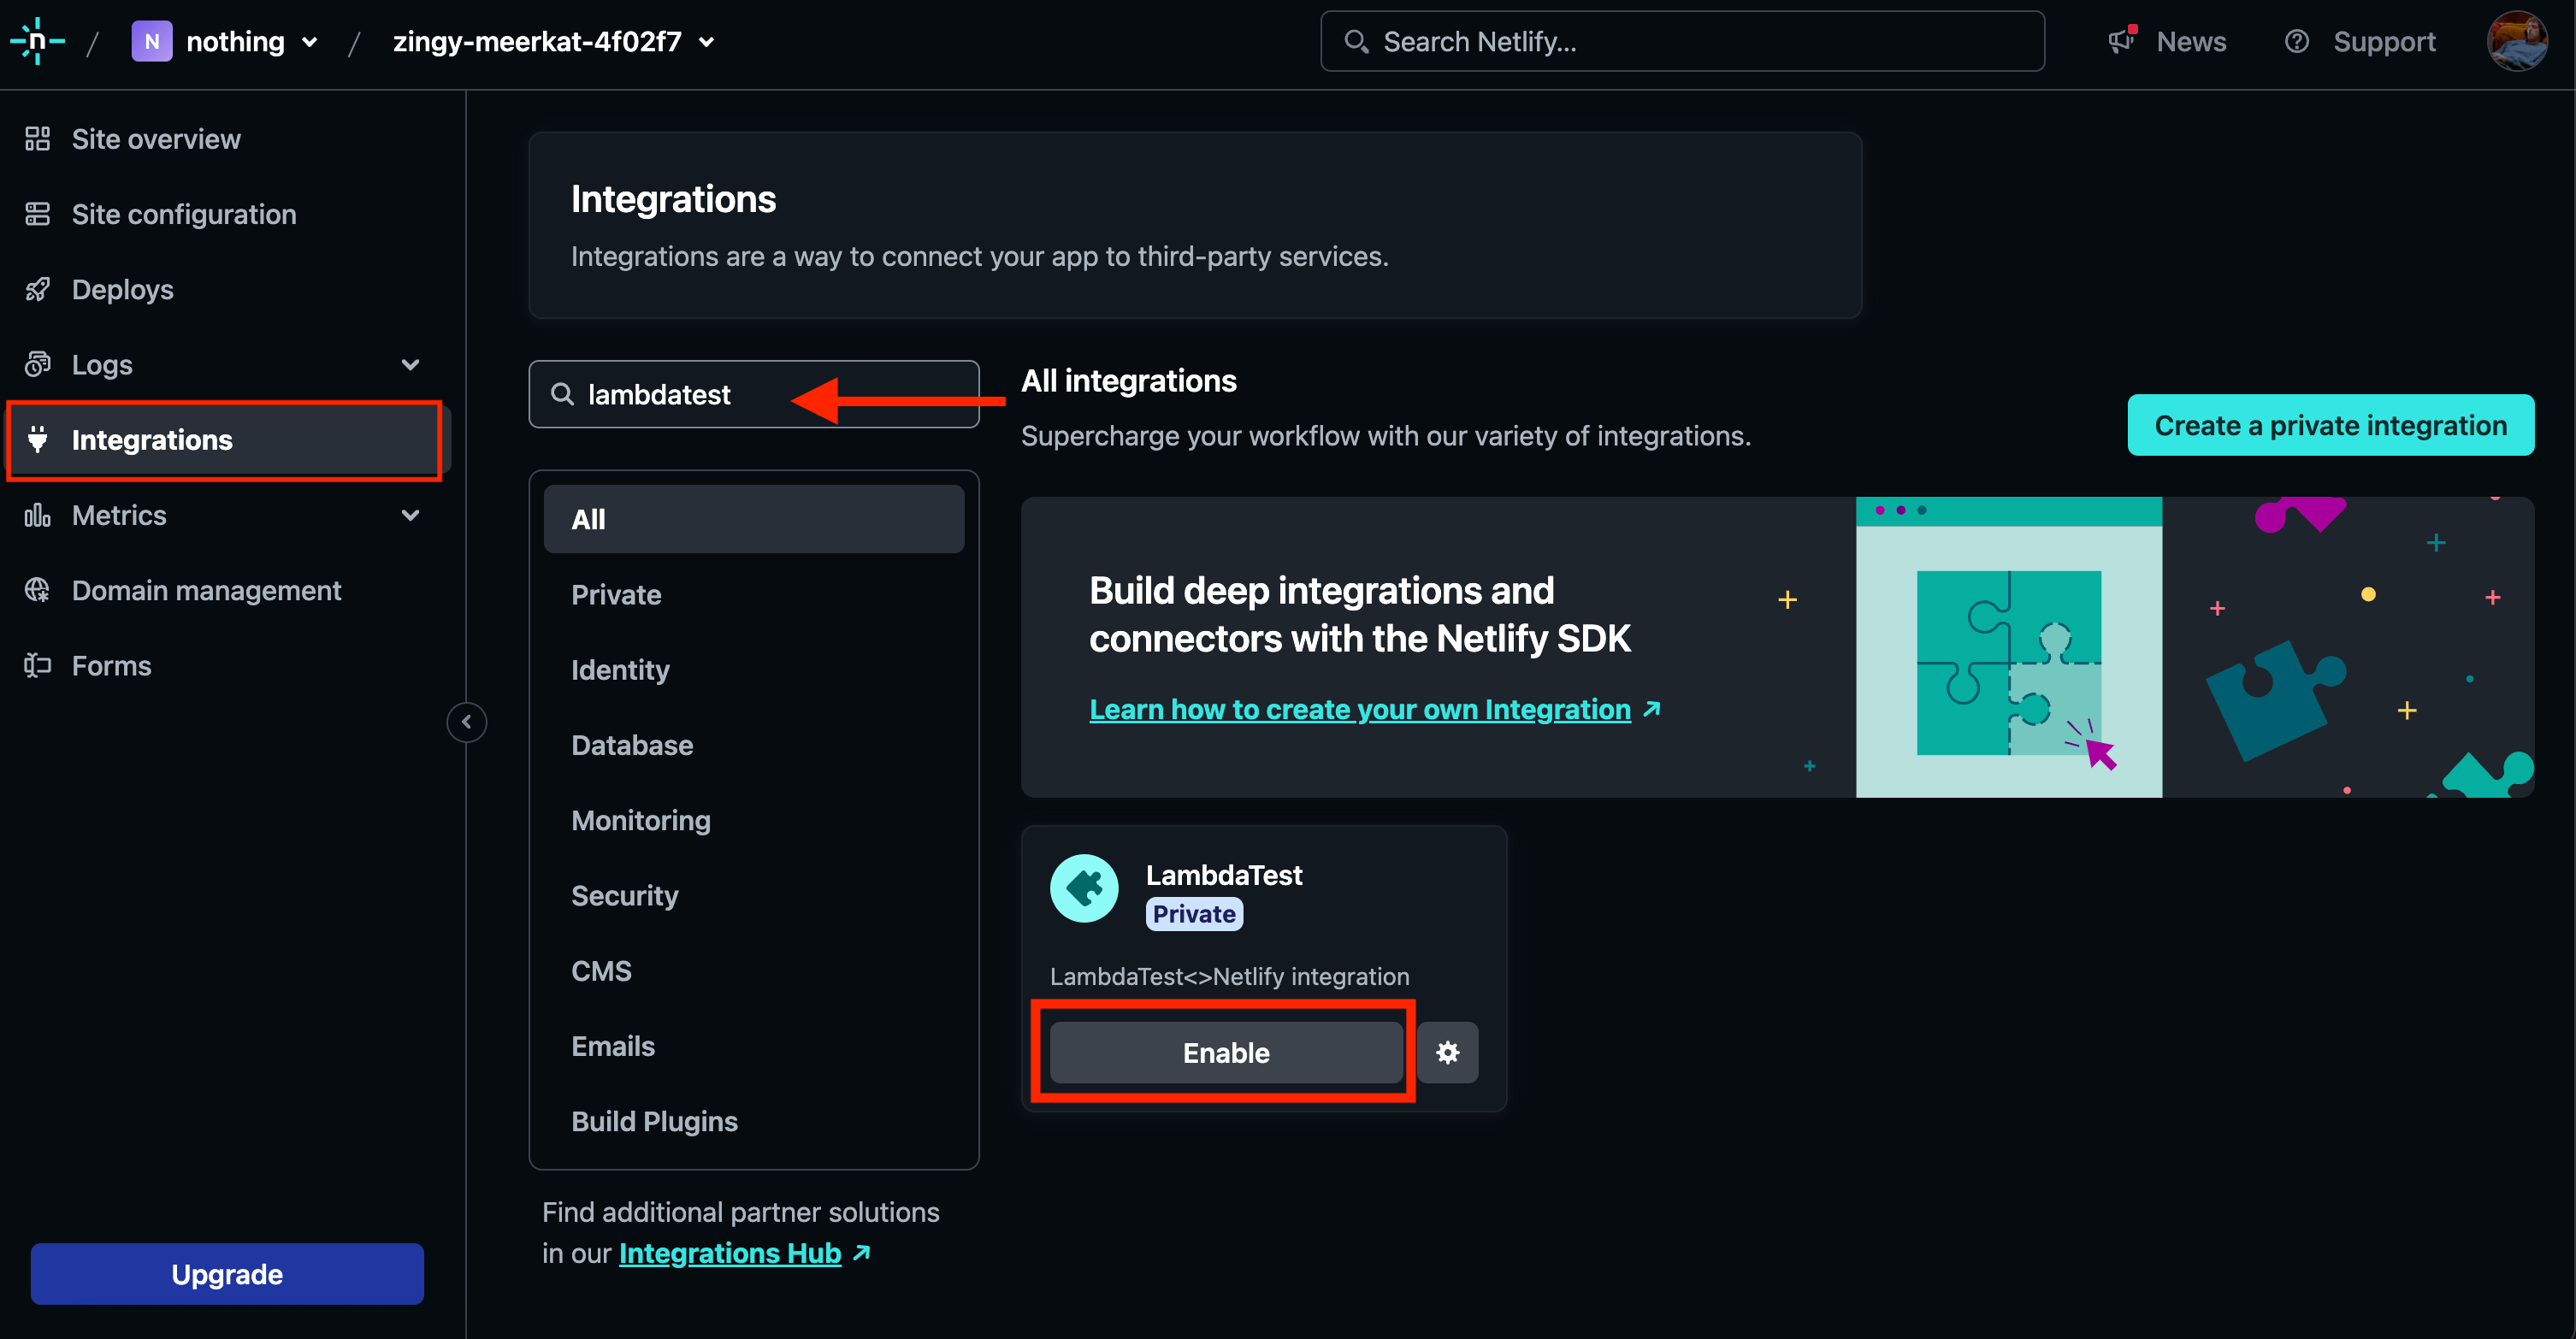 n / N nothing / zingy-meerkat-4f02f7
Search Netlify...
News
Support
Site overview
Site configuration
Deploys
Logs
Integrations
Metrics
Domain management
Forms
Upgrade
Integrations
Integrations are a way to connect your app to third-party services.
lambdatest
All
Private
Identity
Database
Monitoring
Security
CMS
Emails
Build Plugins
Find additional partner solutions
in our Integrations Hub
All integrations
Supercharge your workflow with our variety of integrations.
Create a private integration
Build deep integrations and
connectors with the Netlify SDK
Learn how to create your own Integration
LambdaTest
Private
LambdaTest<>Netlify integration
Enable